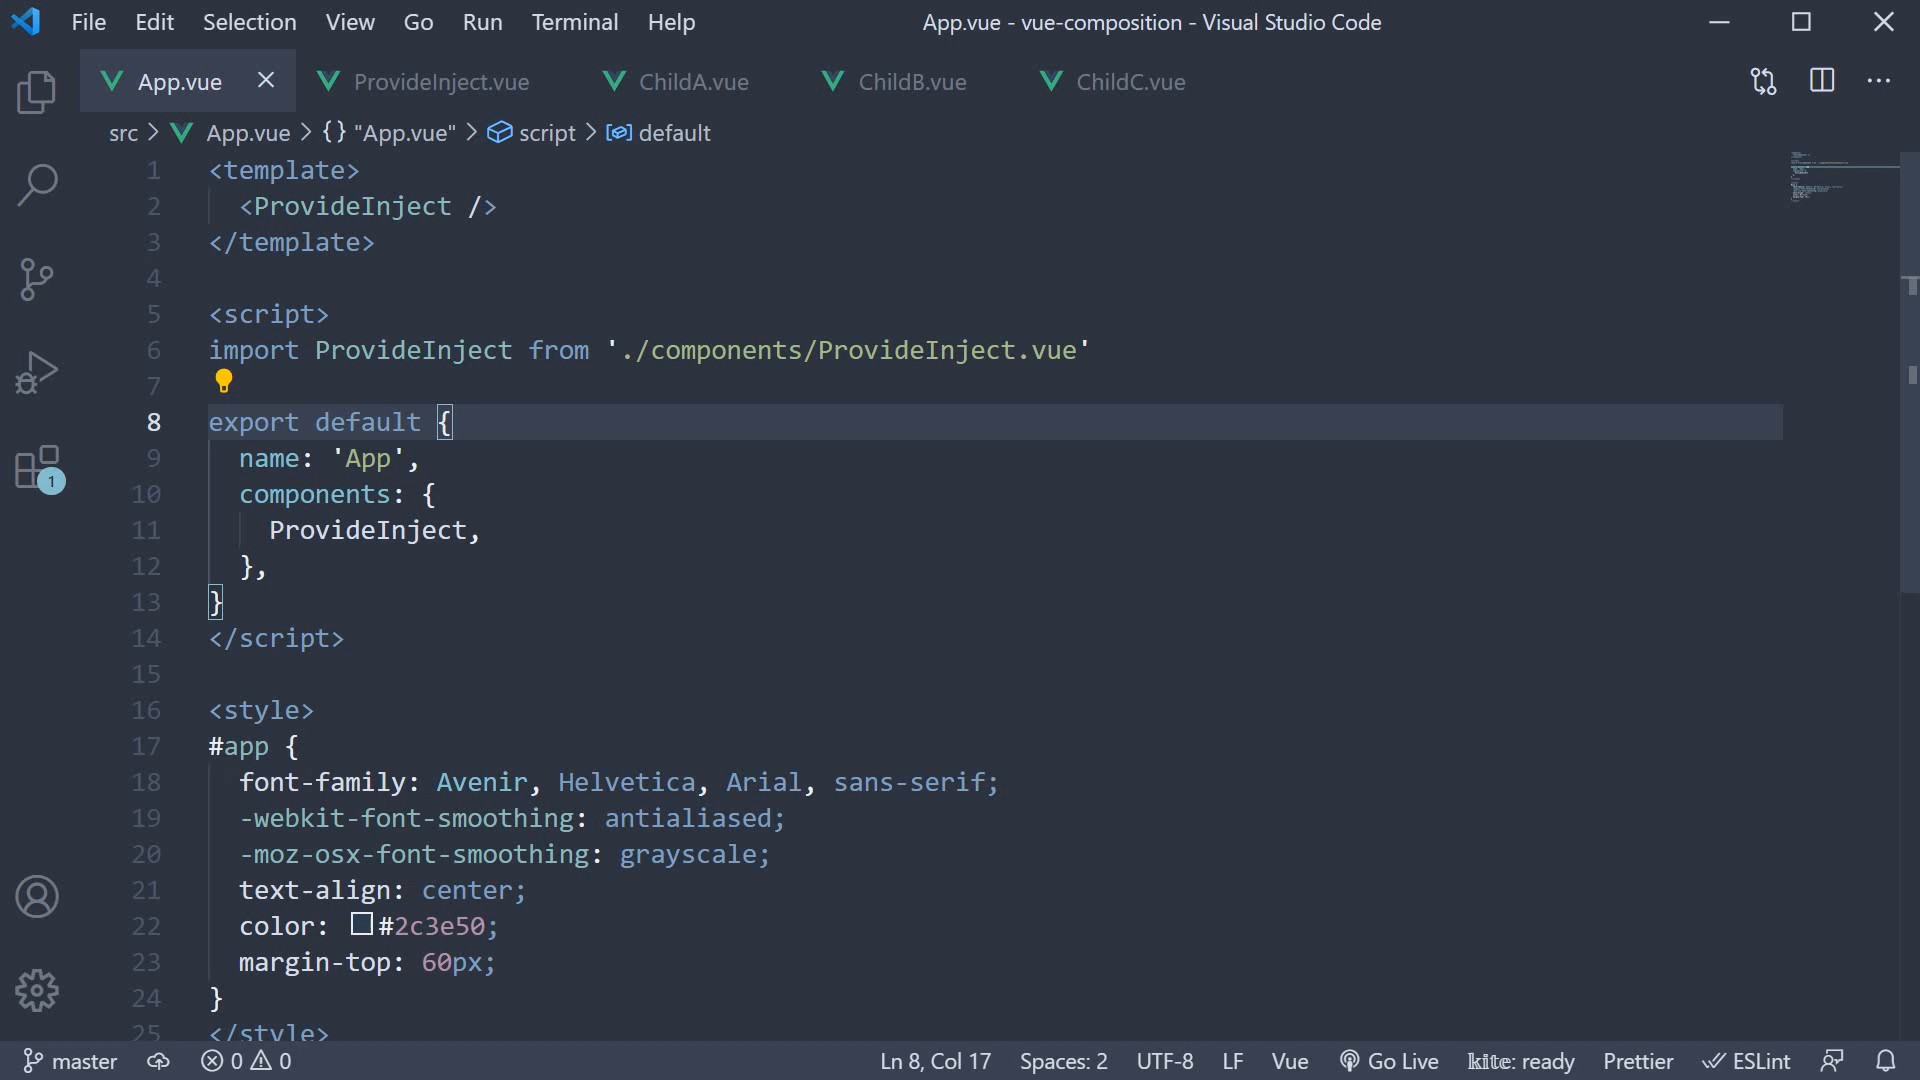 File Edit Selection View Go Run Terminal Help App.vue - vue-composition - Visual Studio Code
App.vue ProvideInject.vue ChildA.vue ChildB.vue ChildC.vue
src > App.vue > {} "App.vue" > script > default
1 <template>
2 <ProvideInject />
3 </template>
4
5 <script>
6 import ProvideInject from './components/ProvideInject.vue'
7
8 export default {
9 name: 'App',
10 components: {
11 ProvideInject,
12 },
13 }
14 </script>
15
16 <style>
17 #app {
18 font-family: Avenir, Helvetica, Arial, sans-serif;
19 -webkit-font-smoothing: antialiased;
20 -moz-osx-font-smoothing: grayscale;
21 text-align: center;
22 color: #2c3e50;
23 margin-top: 60px;
24 }
25 </style>
1
master 0 0 Ln 8, Col 17 Spaces: 2 UTF-8 LF Vue Go Live kite: ready Prettier ESLint